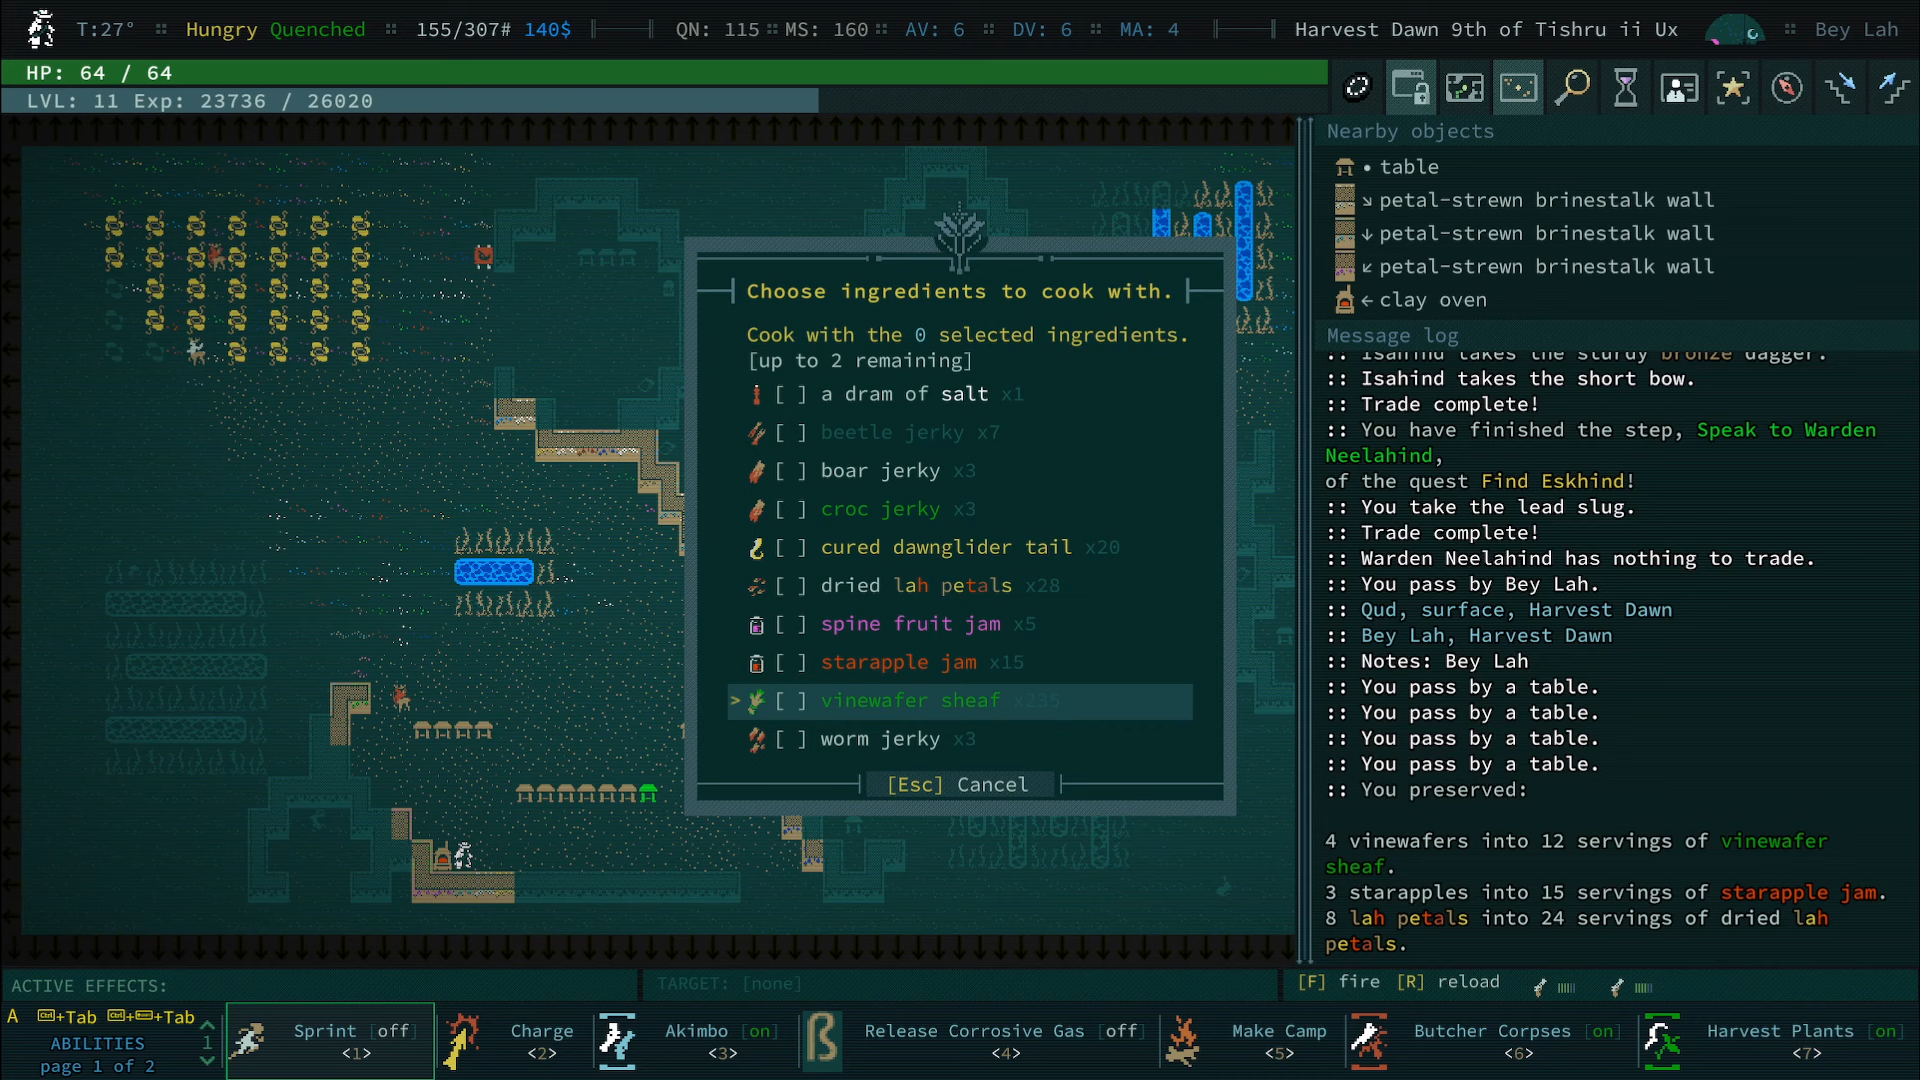 T:27° Hungry Quenched 155/307# 140$ QN: 115 MS: 160 AV: 6 DV: 6 MA: 4 Harvest Dawn 9th of Tishru ii Ux Bey Lah
HP: 64 / 64
LVL: 11 Exp: 23736 / 26020
Nearby objects
• table
↘ petal-strewn brinestalk wall
↓ petal-strewn brinestalk wall
↙ petal-strewn brinestalk wall
← clay oven
Message log
:: Isahind takes the sturdy bronze dagger.
:: Isahind takes the short bow.
:: Trade complete!
:: You have finished the step, Speak to Warden
Neelahind,
of the quest Find Eskhind!
:: You take the lead slug.
:: Trade complete!
:: Warden Neelahind has nothing to trade.
:: You pass by Bey Lah.
:: Qud, surface, Harvest Dawn
:: Bey Lah, Harvest Dawn
:: Notes: Bey Lah
:: You pass by a table.
:: You pass by a table.
:: You pass by a table.
:: You pass by a table.
:: You preserved:
4 vinewafers into 12 servings of vinewafer
sheaf.
3 starapples into 15 servings of starapple jam.
8 lah petals into 24 servings of dried lah
petals.
Choose ingredients to cook with.
Cook with the 0 selected ingredients.
[up to 2 remaining]
[ ] a dram of salt x1
[ ] beetle jerky x7
[ ] boar jerky x3
[ ] croc jerky x3
[ ] cured dawnglider tail x20
[ ] dried lah petals x28
[ ] spine fruit jam x5
[ ] starapple jam x15
> [ ] vinewafer sheaf x235
[ ] worm jerky x3
[Esc] Cancel
ACTIVE EFFECTS:
TARGET: [none]
[F] fire [R] reload
A Ctrl+Tab Ctrl+ +Tab
ABILITIES 1
page 1 of 2
Sprint [off]
<1>
Charge
<2>
Akimbo [on]
<3>
Release Corrosive Gas [off]
<4>
Make Camp
<5>
Butcher Corpses [on]
<6>
Harvest Plants [on]
<7>